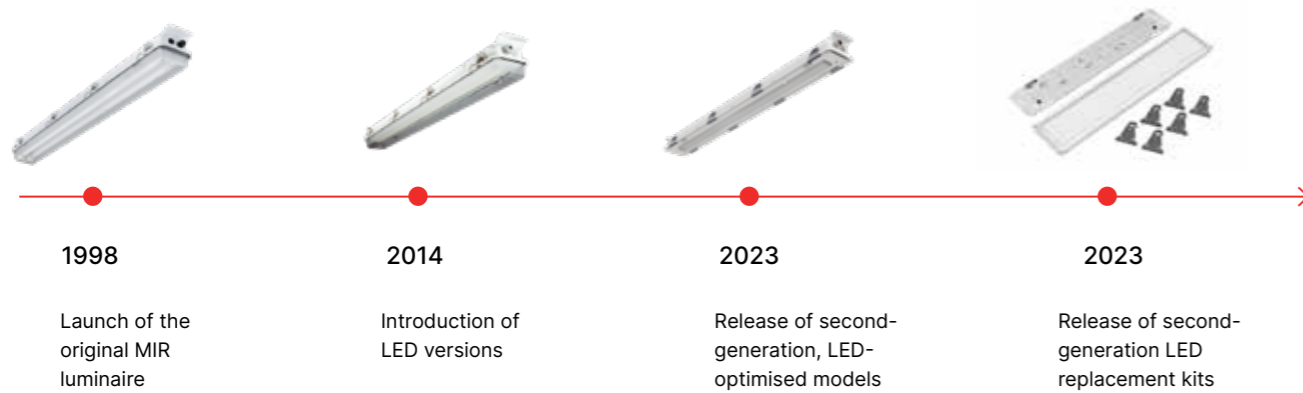 1998
Launch of the
original MIR
luminaire
2014
Introduction of
LED versions
2023
Release of second-
generation, LED-
optimised models
2023
Release of second-
generation LED
replacement kits